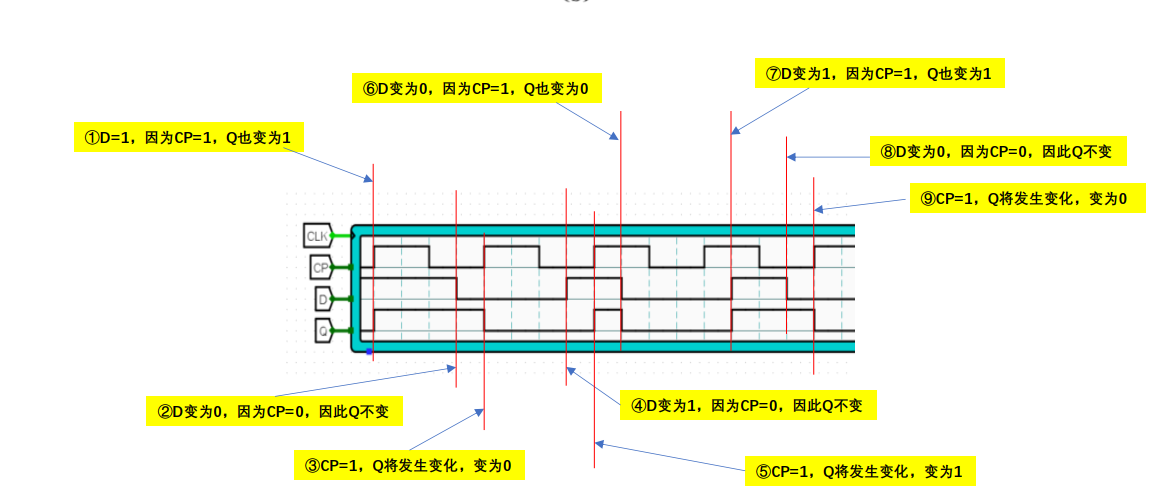 ⑦D变为1，因为CP=1，Q也变为1
⑥D变为0，因为CP=1，Q也变为0
①D=1，因为CP=1，Q也变为1
⑧D变为0，因为CP=0，因此Q不变
⑨CP=1，Q将发生变化，变为0
CLK
CP
D
Q
②D变为0，因为CP=0，因此Q不变
④D变为1，因为CP=0，因此Q不变
③CP=1，Q将发生变化，变为0
⑤CP=1，Q将发生变化，变为1